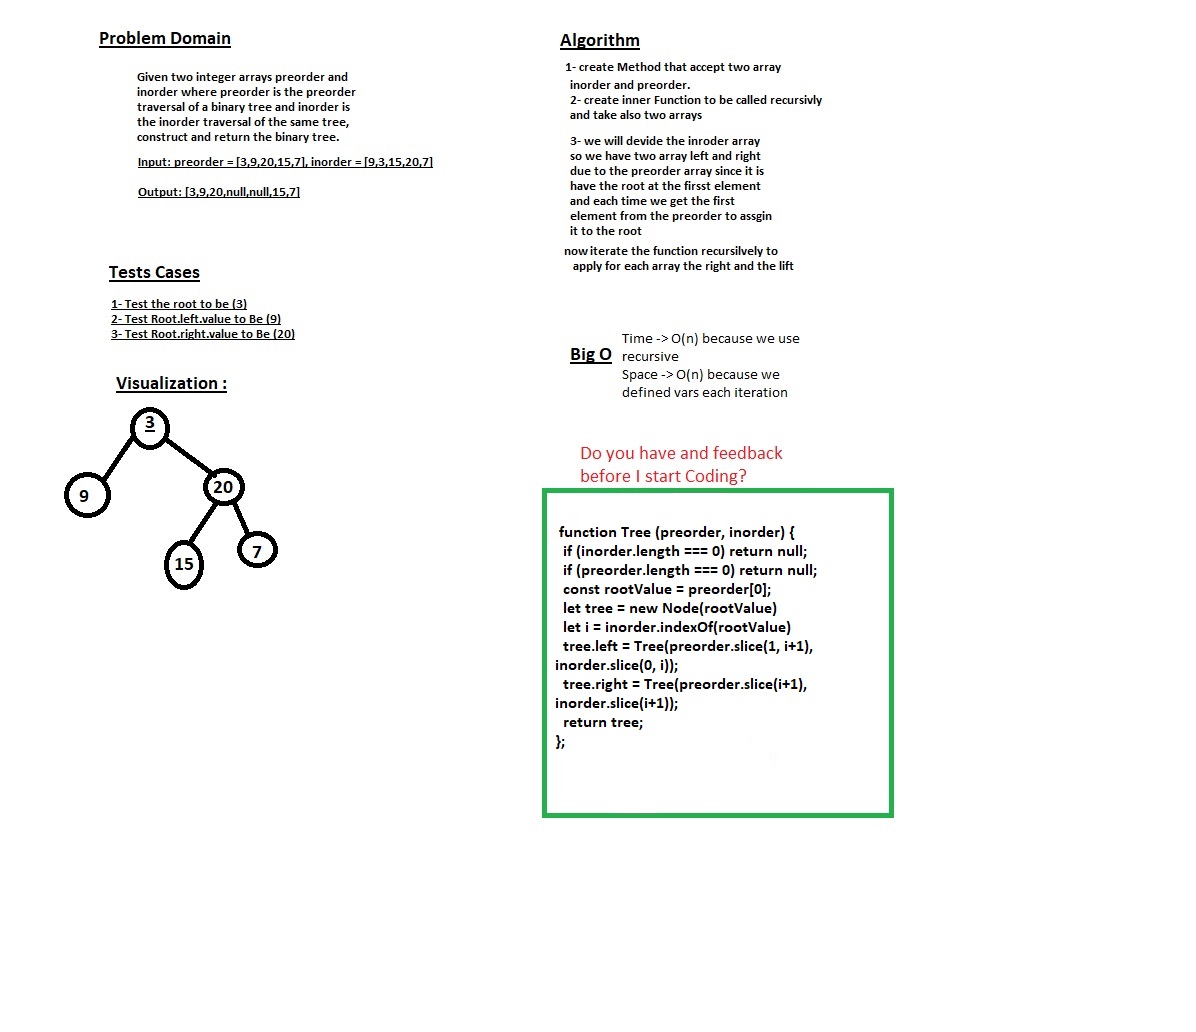 Problem Domain
Given two integer arrays preorder and
inorder where preorder is the preorder
traversal of a binary tree and inorder is
the inorder traversal of the same tree,
construct and return the binary tree.
Input: preorder = [3,9,20,15,7], inorder = [9,3,15,20,7]
Output: [3,9,20,null,null,15,7]
Tests Cases
1- Test the root to be (3)
2- Test Root.left.value to Be (9)
3- Test Root.right.value to Be (20)
Visualization :
3
9
20
15
7
Algorithm
1- create Method that accept two array
inorder and preorder.
2- create inner Function to be called recursivly
and take also two arrays
3- we will devide the inroder array
so we have two array left and right
due to the preorder array since it is
have the root at the firsst element
and each time we get the first
element from the preorder to assgin
it to the root
now iterate the function recursilvely to
apply for each array the right and the lift
Big O
Time -> O(n) because we use
recursive
Space -> O(n) because we
defined vars each iteration
Do you have and feedback
before I start Coding?
function Tree (preorder, inorder) {
if (inorder.length === 0) return null;
if (preorder.length === 0) return null;
const rootValue = preorder[0];
let tree = new Node(rootValue)
let i = inorder.indexOf(rootValue)
tree.left = Tree(preorder.slice(1, i+1),
inorder.slice(0, i));
tree.right = Tree(preorder.slice(i+1),
inorder.slice(i+1));
return tree;
};